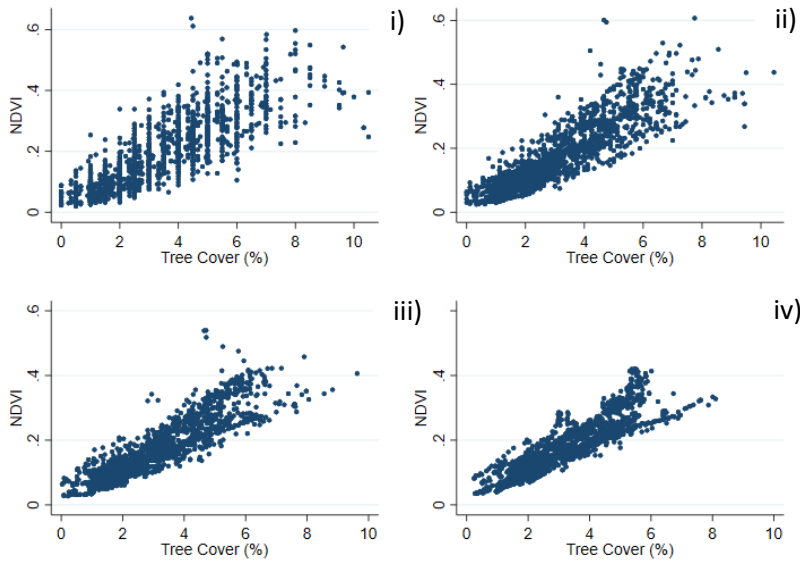 i)
.6
.4
.2
0
NDVI
0 2 4 6 8 10
Tree Cover (%)
ii)
.6
.4
.2
0
NDVI
0 2 4 6 8 10
Tree Cover (%)
iii)
.6
.4
.2
0
NDVI
0 2 4 6 8 10
Tree Cover (%)
iv)
.6
.4
.2
0
NDVI
0 2 4 6 8 10
Tree Cover (%)